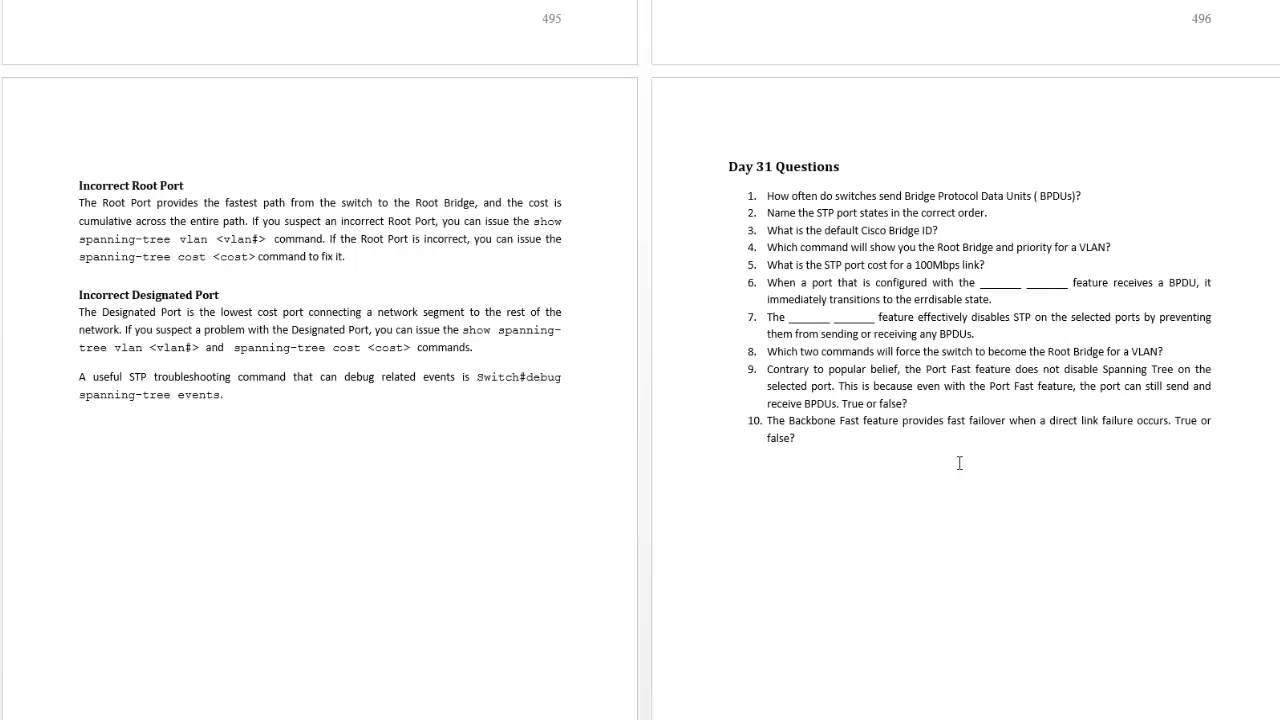 495
496
Incorrect Root Port
The Root Port provides the fastest path from the switch to the Root Bridge, and the cost is
cumulative across the entire path. If you suspect an incorrect Root Port, you can issue the show
spanning-tree vlan <vlan#> command. If the Root Port is incorrect, you can issue the
spanning-tree cost <cost> command to fix it.
Incorrect Designated Port
The Designated Port is the lowest cost port connecting a network segment to the rest of the
network. If you suspect a problem with the Designated Port, you can issue the show spanning-
tree vlan <vlan#> and spanning-tree cost <cost> commands.
A useful STP troubleshooting command that can debug related events is Switch#debug
spanning-tree events.
Day 31 Questions
1. How often do switches send Bridge Protocol Data Units ( BPDUs)?
2. Name the STP port states in the correct order.
3. What is the default Cisco Bridge ID?
4. Which command will show you the Root Bridge and priority for a VLAN?
5. What is the STP port cost for a 100Mbps link?
6. When a port that is configured with the _______ _______ feature receives a BPDU, it
immediately transitions to the errdisable state.
7. The _______ _______ feature effectively disables STP on the selected ports by preventing
them from sending or receiving any BPDUs.
8. Which two commands will force the switch to become the Root Bridge for a VLAN?
9. Contrary to popular belief, the Port Fast feature does not disable Spanning Tree on the
selected port. This is because even with the Port Fast feature, the port can still send and
receive BPDUs. True or false?
10. The Backbone Fast feature provides fast failover when a direct link failure occurs. True or
false?